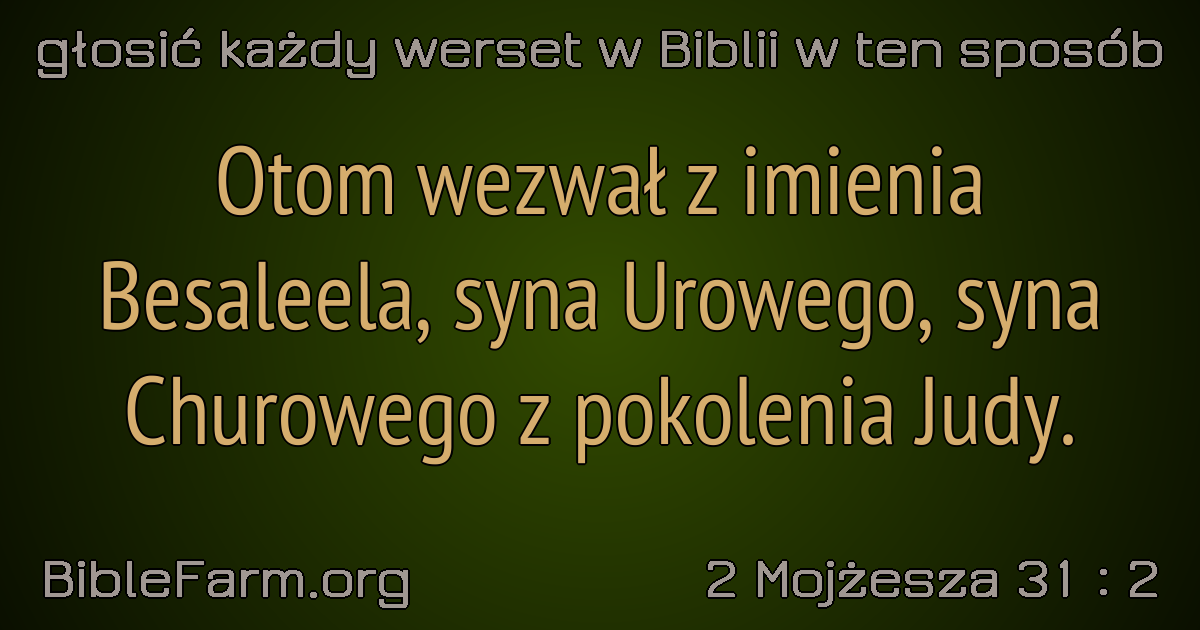 głosić każdy werset w Biblii w ten sposób
Otom wezwał z imienia
Besaleela, syna Urowego, syna
Churowego z pokolenia Judy.
BibleFarm.org
2 Mojżesza 31 : 2